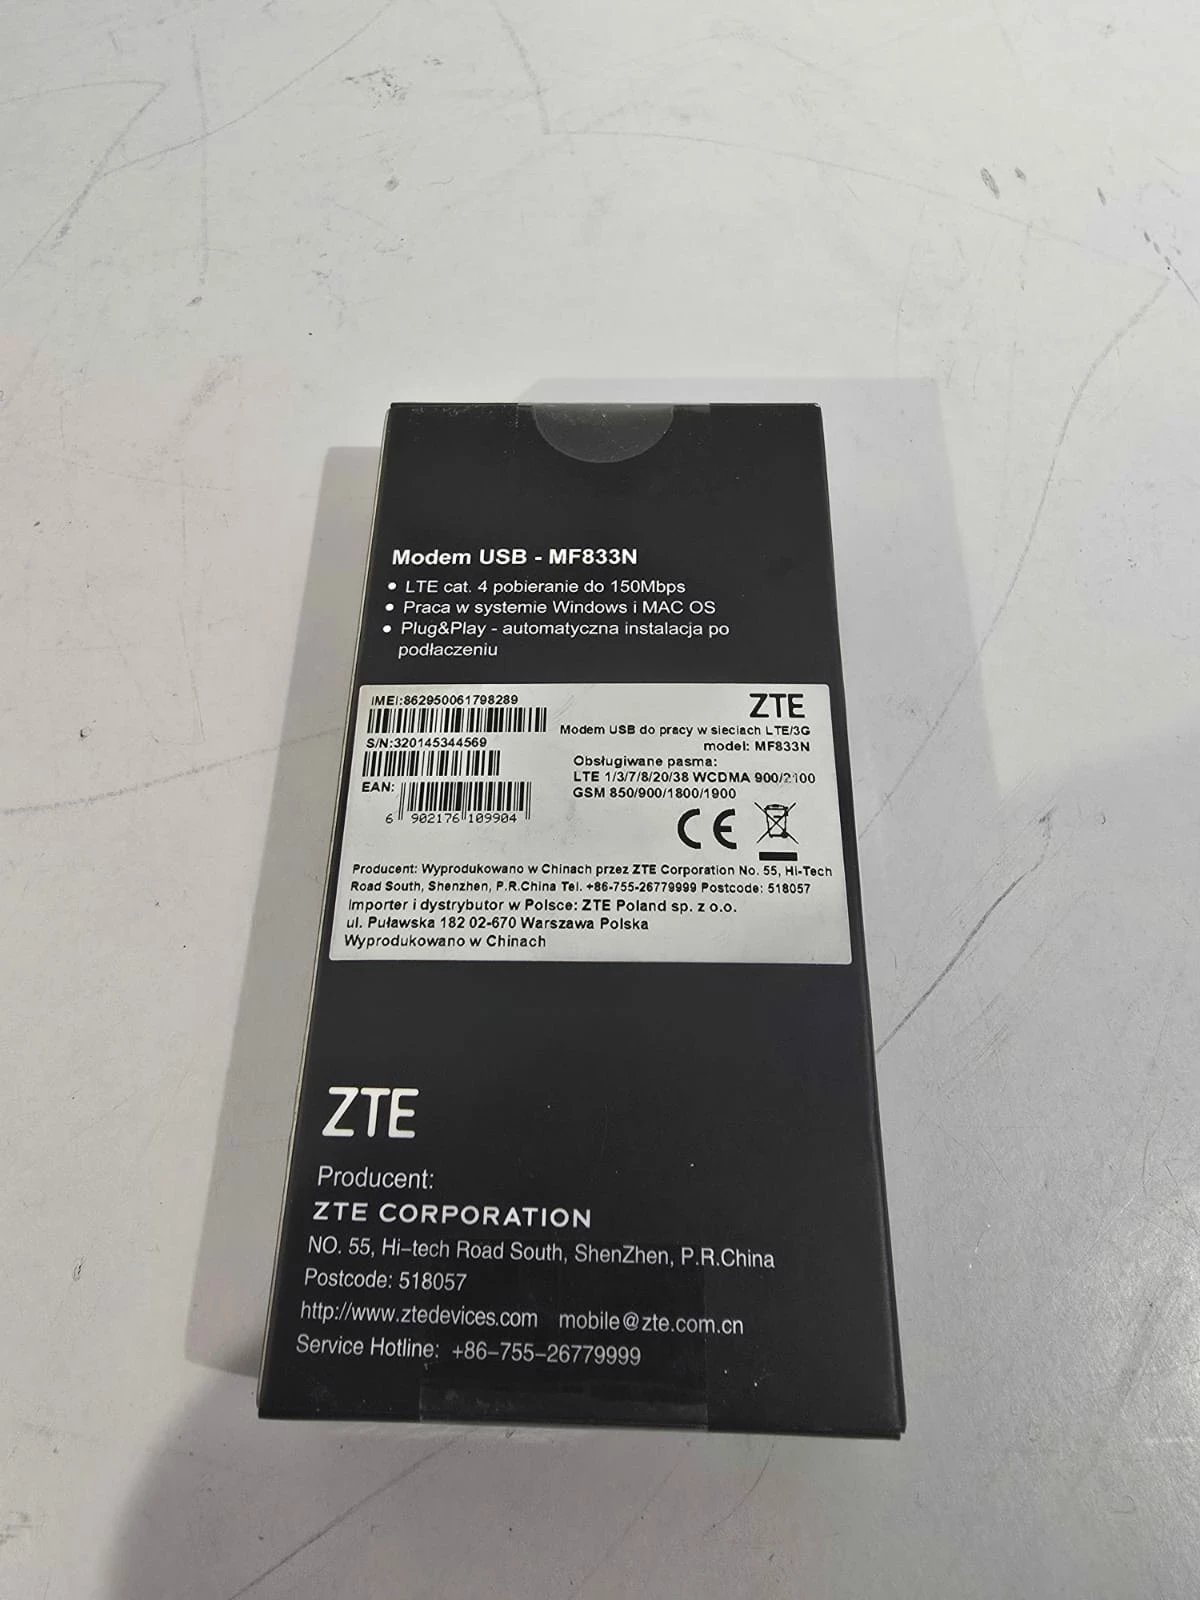 Modem USB - MF833N
• LTE cat. 4 pobieranie do 150Mbps
• Praca w systemie Windows i MAC OS
• Plug&Play - automatyczna instalacja po
podłaczeniu
IMEI:862950061798289
S/N:320145344569
EAN:
6 902176 109904
ZTE
Modem USB do pracy w sieciach LTE/3G
model: MF833N
Obsługiwane pasma:
LTE 1/3/7/8/20/38 WCDMA 900/2100
GSM 850/900/1800/1900
CE
Producent: Wyprodukowano w Chinach przez ZTE Corporation No. 55, Hi-Tech
Road South, Shenzhen, P.R.China Tel. +86-755-26779999 Postcode: 518057
Importer i dystrybutor w Polsce: ZTE Poland sp. z o.o.
ul. Puławska 182 02-670 Warszawa Polska
Wyprodukowano w Chinach
ZTE
Producent:
ZTE CORPORATION
NO. 55, Hi-tech Road South, ShenZhen, P.R.China
Postcode: 518057
http://www.ztedevices.com mobile@zte.com.cn
Service Hotline: +86-755-26779999